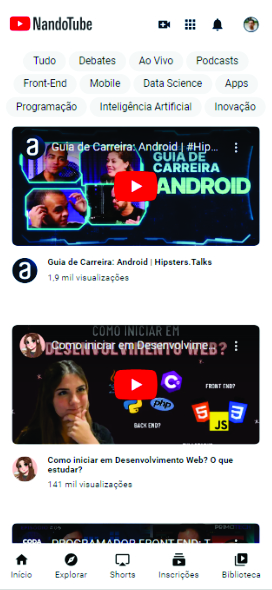 NandoTube
Tudo Debates Ao Vivo Podcasts
Front-End Mobile Data Science Apps
Programação Inteligência Artificial Inovação
Guia de Carreira: Android | #Hip...
GUIA DE
CARREIRA
ANDROID
Guia de Carreira: Android | Hipsters.Talks
1,9 mil visualizações
COMO INICIAR EM
Como iniciar em Desenvolvime...
DESENVOLVIMENTO WEB?
FRONT END?
php
JS
BACK END?
Como iniciar em Desenvolvimento Web? O que
estudar?
141 mil visualizações
PROGRAMADOR FRONT END: T...
Início Explorar Shorts Inscrições Biblioteca